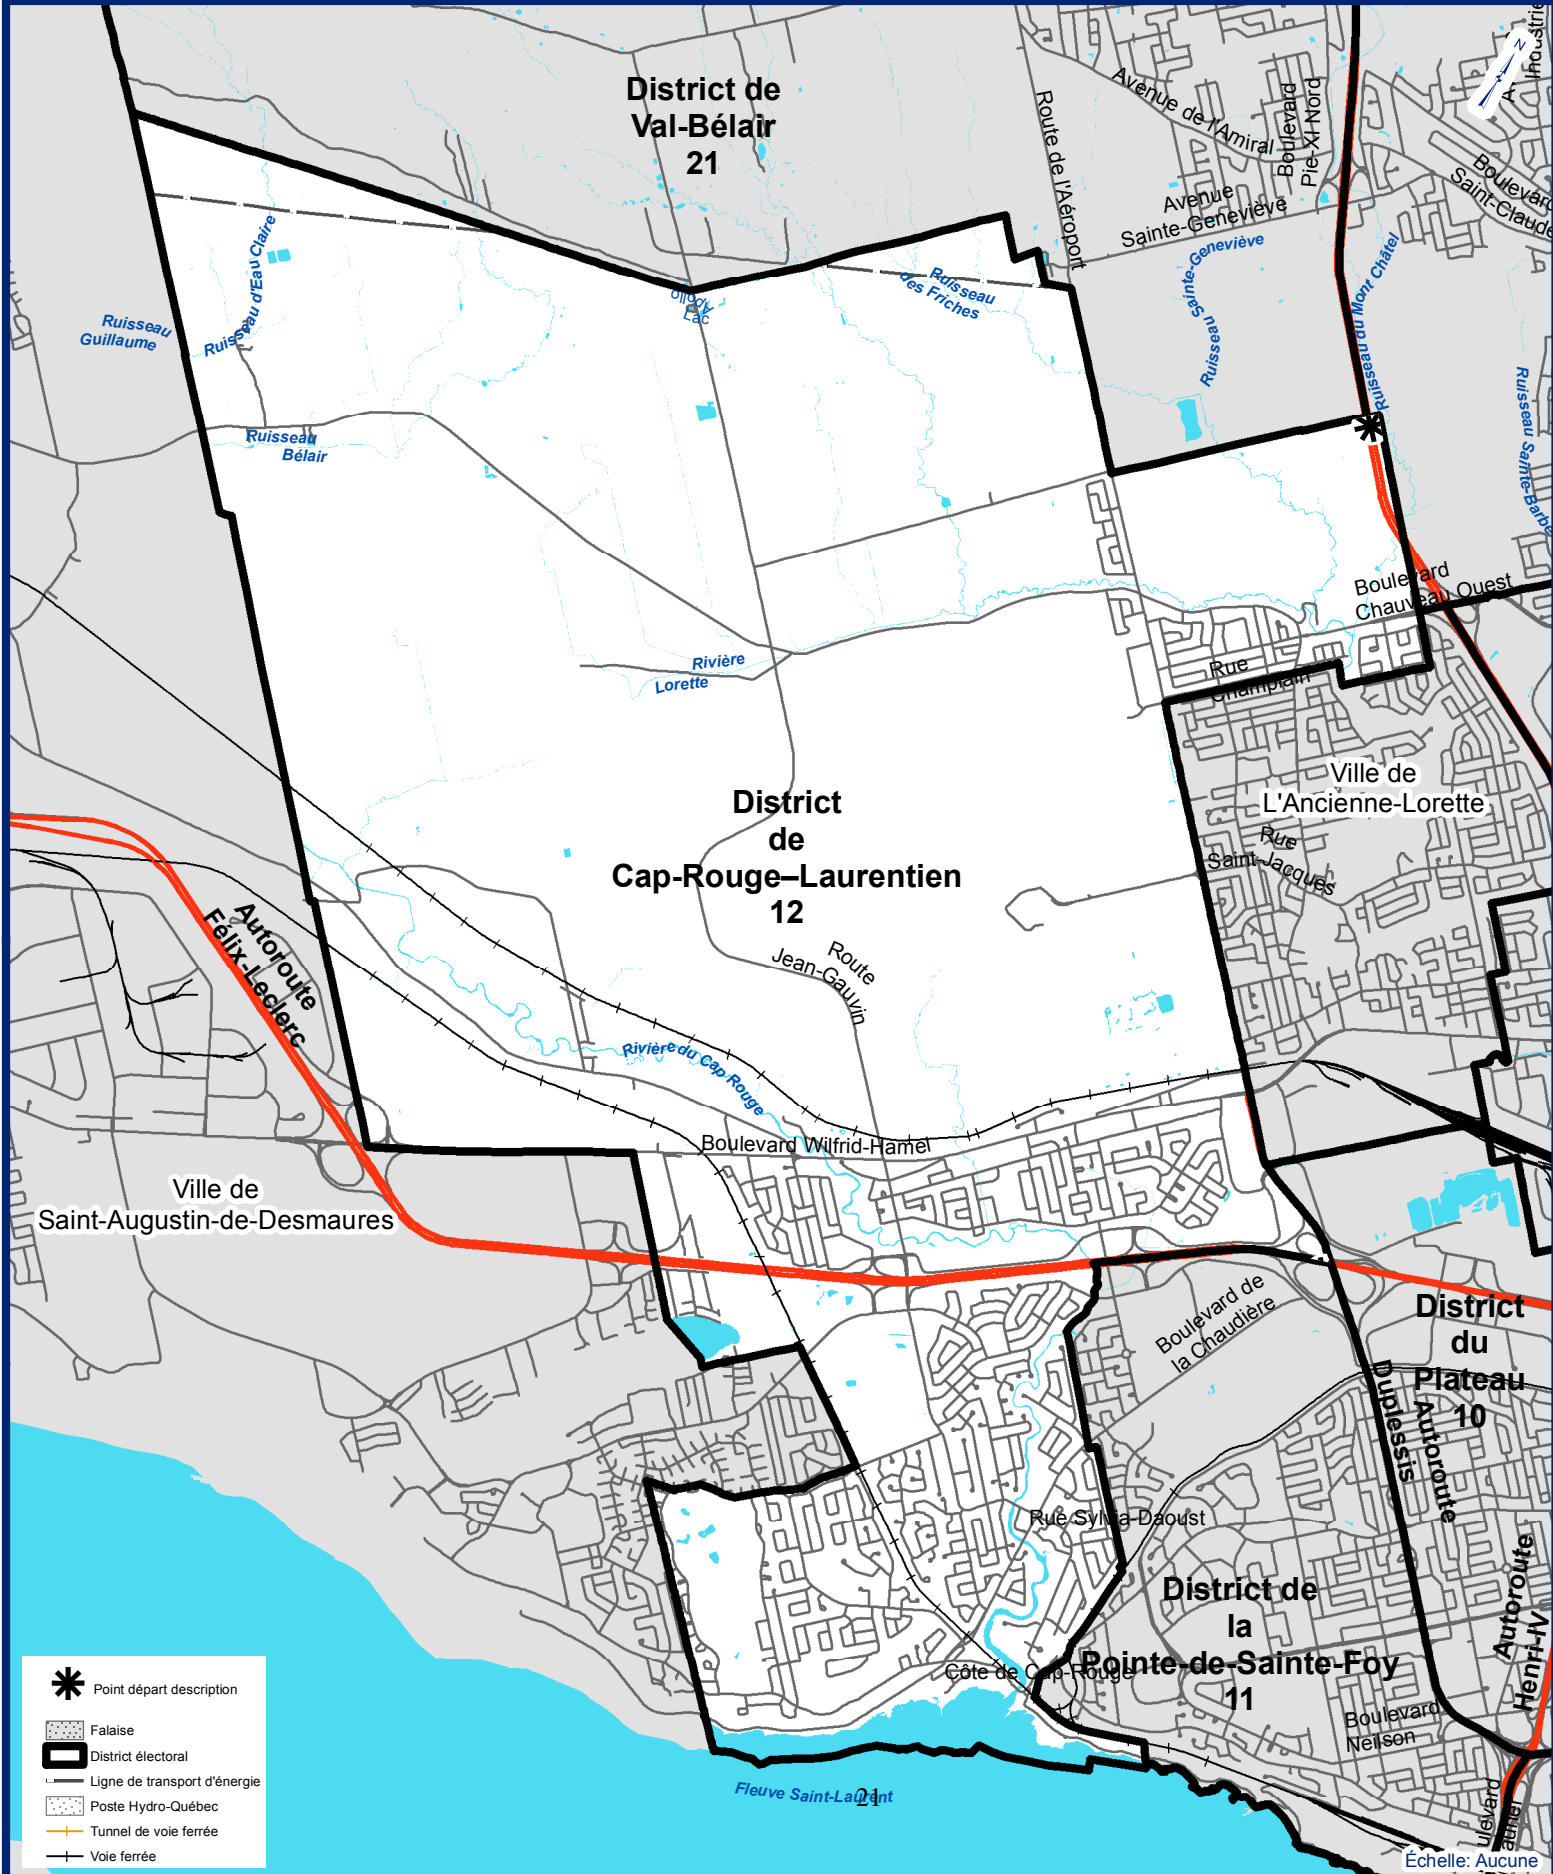 District de
Val-Bélair
21
Route de l'Aéroport
Avenue de l'Amiral
Boulevard
Pie-XI Nord
Avenue
Sainte-Geneviève
N
Boulevard
Saint-Claude
Ruisseau
Guillaume
Ruisseau d'Eau Claire
Lac
Apollo
Ruisseau
des Friches
Ruisseau Sainte-Geneviève
Ruisseau du Mont Châtel
Ruisseau Sainte-Barbe
Ruisseau
Bélair
Boulevard
Chauveau Ouest
Rivière
Lorette
Rue
Champlain
Ville de
L'Ancienne-Lorette
Rue
Saint-Jacques
District
de
Cap-Rouge–Laurentien
12
Autoroute
Félix-Leclerc
Route
Jean-Gauvin
Rivière du Cap Rouge
Boulevard Wilfrid-Hamel
Ville de
Saint-Augustin-de-Desmaures
Boulevard de
la Chaudière
District
du
Plateau
10
Autoroute
Duplessis
Rue Sylvia-Daoust
District de
la
Pointe-de-Sainte-Foy
11
Autoroute
Henri-IV
Côte de Cap-Rouge
Boulevard
Neilson
Fleuve Saint-Laurent
21
Point départ description
Falaise
District électoral
Ligne de transport d'énergie
Poste Hydro-Québec
Tunnel de voie ferrée
Voie ferrée
Échelle: Aucune